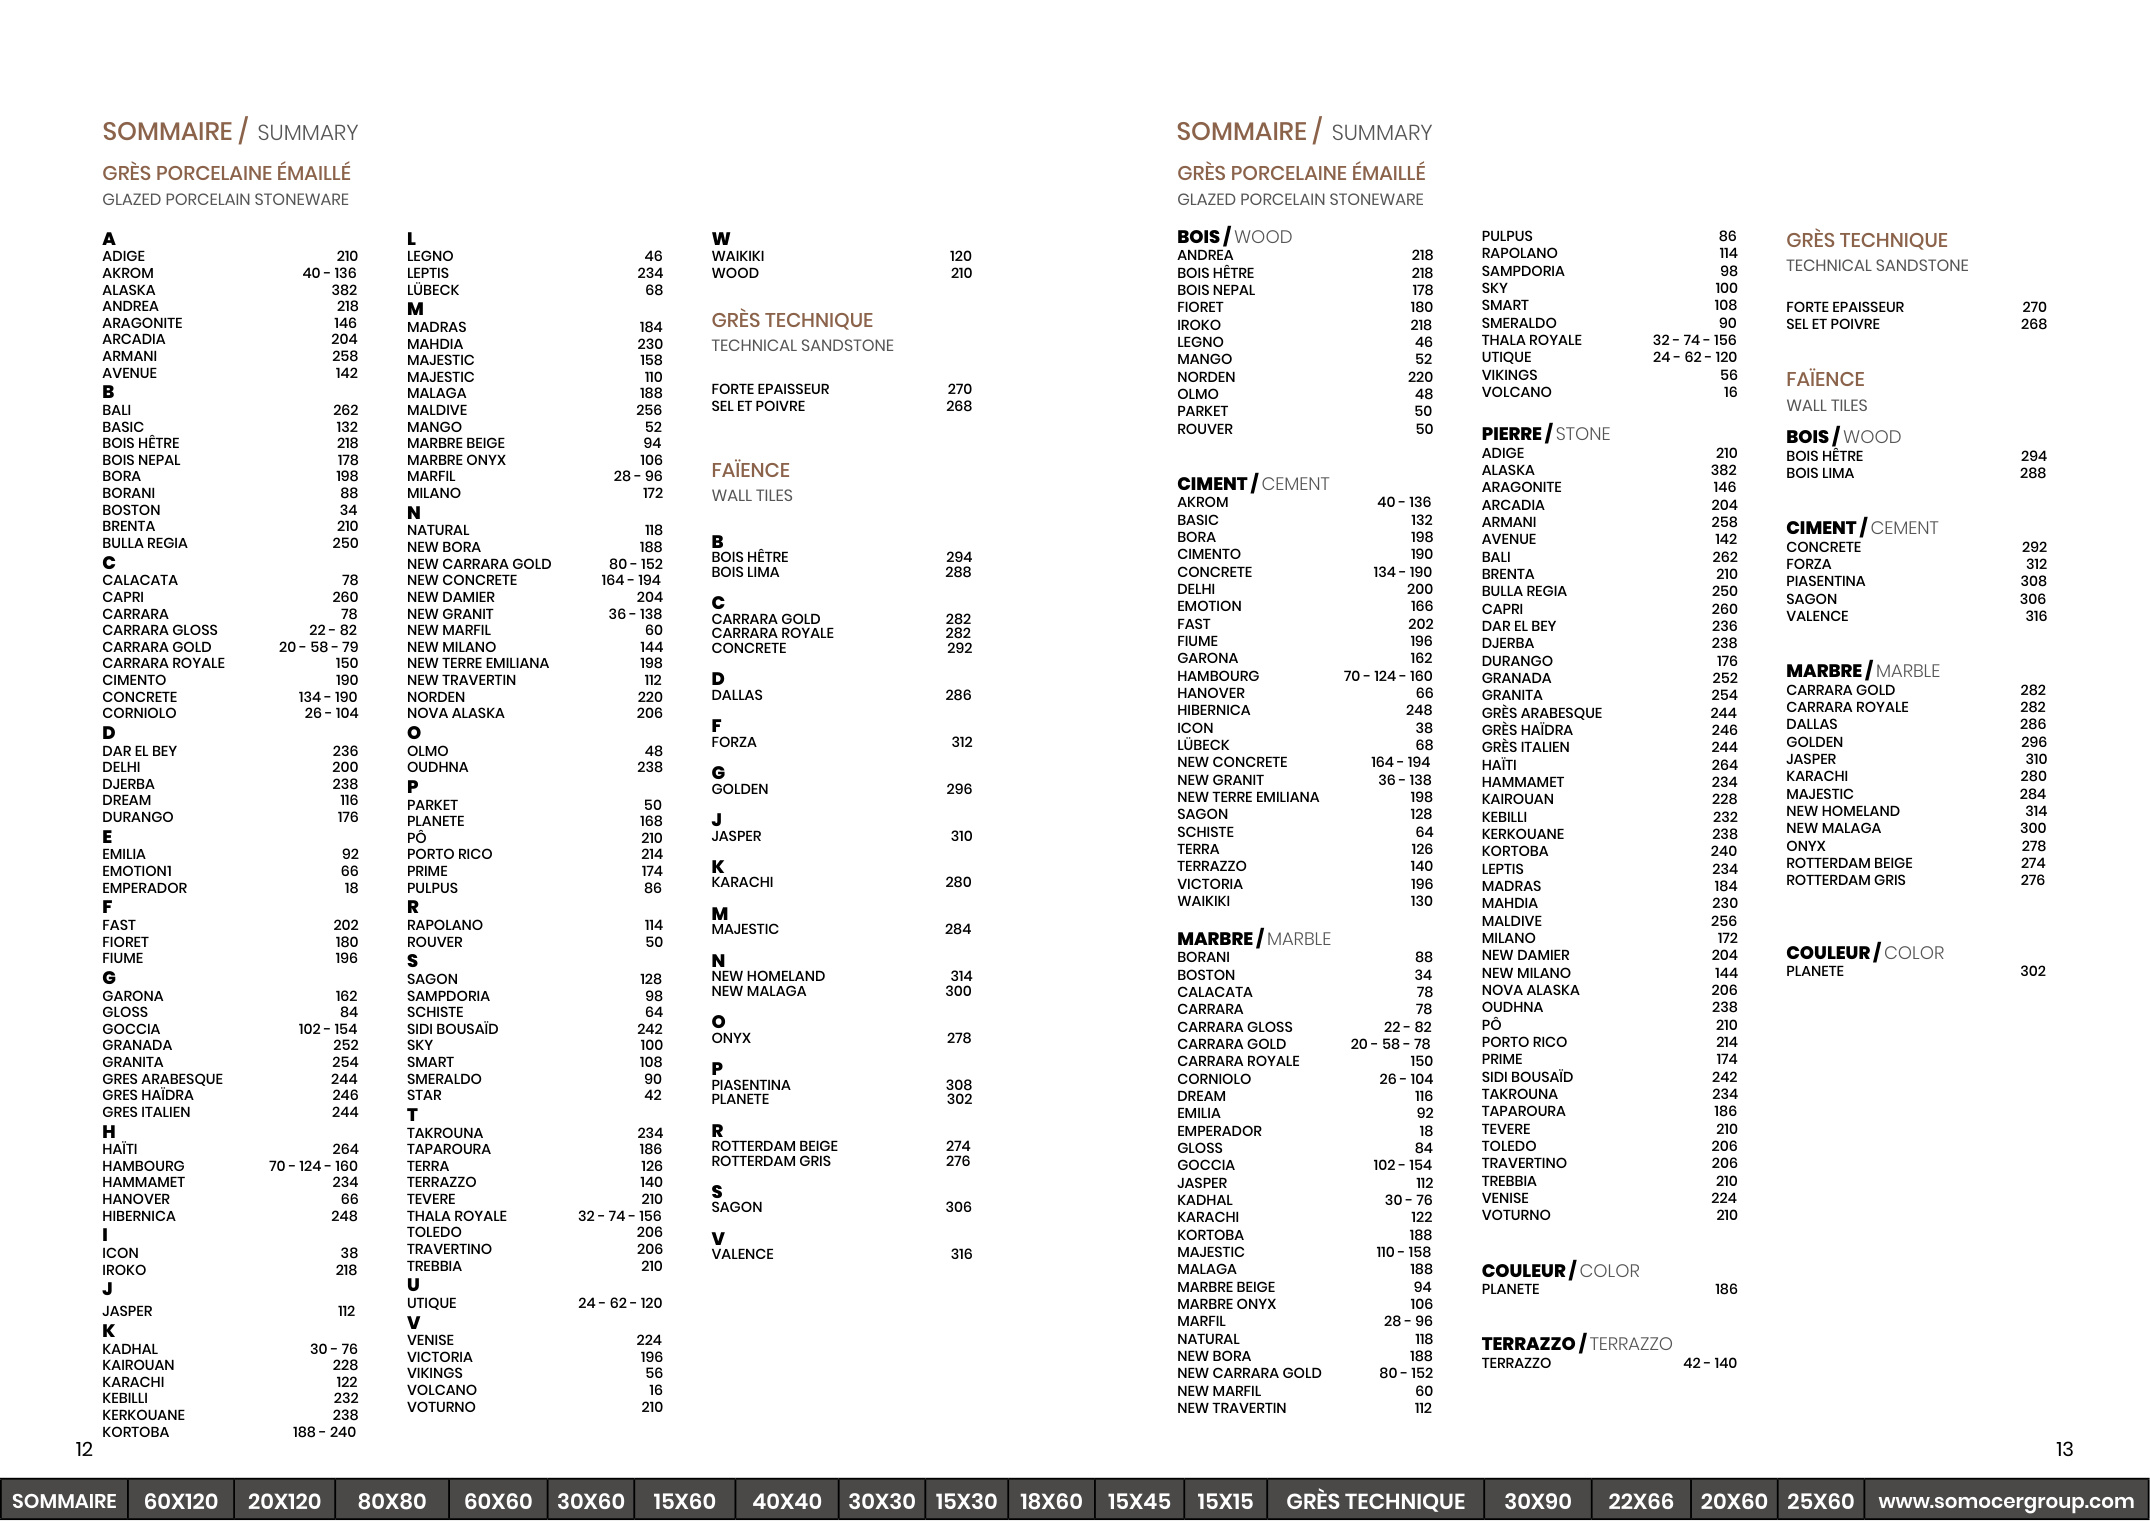 SOMMAIRE / SUMMARY
GRÈS PORCELAINE ÉMAILLÉ
GLAZED PORCELAIN STONEWARE
A
ADIGE 210
AKROM 40 - 136
ALASKA 382
ANDREA 218
ARAGONITE 146
ARCADIA 204
ARMANI 258
AVENUE 142
B
BALI 262
BASIC 132
BOIS HÊTRE 218
BOIS NEPAL 178
BORA 198
BORANI 88
BOSTON 34
BRENTA 210
BULLA REGIA 250
C
CALACATA 78
CAPRI 260
CARRARA 78
CARRARA GLOSS 22 - 82
CARRARA GOLD 20 - 58 - 79
CARRARA ROYALE 150
CIMENTO 190
CONCRETE 134 - 190
CORNIOLO 26 - 104
D
DAR EL BEY 236
DELHI 200
DJERBA 238
DREAM 116
DURANGO 176
E
EMILIA 92
EMOTION1 66
EMPERADOR 18
F
FAST 202
FIORET 180
FIUME 196
G
GARONA 162
GLOSS 84
GOCCIA 102 - 154
GRANADA 252
GRANITA 254
GRES ARABESQUE 244
GRES HAÏDRA 246
GRES ITALIEN 244
H
HAÏTI 264
HAMBOURG 70 - 124 - 160
HAMMAMET 234
HANOVER 66
HIBERNICA 248
I
ICON 38
IROKO 218
J
JASPER 112
K
KADHAL 30 - 76
KAIROUAN 228
KARACHI 122
KEBILLI 232
KERKOUANE 238
KORTOBA 188 - 240
L
LEGNO 46
LEPTIS 234
LÜBECK 68
M
MADRAS 184
MAHDIA 230
MAJESTIC 158
MAJESTIC 110
MALAGA 188
MALDIVE 256
MANGO 52
MARBRE BEIGE 94
MARBRE ONYX 106
MARFIL 28 - 96
MILANO 172
N
NATURAL 118
NEW BORA 188
NEW CARRARA GOLD 80 - 152
NEW CONCRETE 164 - 194
NEW DAMIER 204
NEW GRANIT 36 - 138
NEW MARFIL 60
NEW MILANO 144
NEW TERRE EMILIANA 198
NEW TRAVERTIN 112
NORDEN 220
NOVA ALASKA 206
O
OLMO 48
OUDHNA 238
P
PARKET 50
PLANETE 168
PÔ 210
PORTO RICO 214
PRIME 174
PULPUS 86
R
RAPOLANO 114
ROUVER 50
S
SAGON 128
SAMPDORIA 98
SCHISTE 64
SIDI BOUSAÏD 242
SKY 100
SMART 108
SMERALDO 90
STAR 42
T
TAKROUNA 234
TAPAROURA 186
TERRA 126
TERRAZZO 140
TEVERE 210
THALA ROYALE 32 - 74 - 156
TOLEDO 206
TRAVERTINO 206
TREBBIA 210
U
UTIQUE 24 - 62 - 120
V
VENISE 224
VICTORIA 196
VIKINGS 56
VOLCANO 16
VOTURNO 210
W
WAIKIKI 120
WOOD 210
GRÈS TECHNIQUE
TECHNICAL SANDSTONE
FORTE EPAISSEUR 270
SEL ET POIVRE 268
FAÏENCE
WALL TILES
B
BOIS HÊTRE 294
BOIS LIMA 288
C
CARRARA GOLD 282
CARRARA ROYALE 282
CONCRETE 292
D
DALLAS 286
F
FORZA 312
G
GOLDEN 296
J
JASPER 310
K
KARACHI 280
M
MAJESTIC 284
N
NEW HOMELAND 314
NEW MALAGA 300
O
ONYX 278
P
PIASENTINA 308
PLANETE 302
R
ROTTERDAM BEIGE 274
ROTTERDAM GRIS 276
S
SAGON 306
V
VALENCE 316
12
SOMMAIRE / SUMMARY
GRÈS PORCELAINE ÉMAILLÉ
GLAZED PORCELAIN STONEWARE
BOIS / WOOD
ANDREA 218
BOIS HÊTRE 218
BOIS NEPAL 178
FIORET 180
IROKO 218
LEGNO 46
MANGO 52
NORDEN 220
OLMO 48
PARKET 50
ROUVER 50
CIMENT / CEMENT
AKROM 40 - 136
BASIC 132
BORA 198
CIMENTO 190
CONCRETE 134 - 190
DELHI 200
EMOTION 166
FAST 202
FIUME 196
GARONA 162
HAMBOURG 70 - 124 - 160
HANOVER 66
HIBERNICA 248
ICON 38
LÜBECK 68
NEW CONCRETE 164 - 194
NEW GRANIT 36 - 138
NEW TERRE EMILIANA 198
SAGON 128
SCHISTE 64
TERRA 126
TERRAZZO 140
VICTORIA 196
WAIKIKI 130
MARBRE / MARBLE
BORANI 88
BOSTON 34
CALACATA 78
CARRARA 78
CARRARA GLOSS 22 - 82
CARRARA GOLD 20 - 58 - 78
CARRARA ROYALE 150
CORNIOLO 26 - 104
DREAM 116
EMILIA 92
EMPERADOR 18
GLOSS 84
GOCCIA 102 - 154
JASPER 112
KADHAL 30 - 76
KARACHI 122
KORTOBA 188
MAJESTIC 110 - 158
MALAGA 188
MARBRE BEIGE 94
MARBRE ONYX 106
MARFIL 28 - 96
NATURAL 118
NEW BORA 188
NEW CARRARA GOLD 80 - 152
NEW MARFIL 60
NEW TRAVERTIN 112
PULPUS 86
RAPOLANO 114
SAMPDORIA 98
SKY 100
SMART 108
SMERALDO 90
THALA ROYALE 32 - 74 - 156
UTIQUE 24 - 62 - 120
VIKINGS 56
VOLCANO 16
PIERRE / STONE
ADIGE 210
ALASKA 382
ARAGONITE 146
ARCADIA 204
ARMANI 258
AVENUE 142
BALI 262
BRENTA 210
BULLA REGIA 250
CAPRI 260
DAR EL BEY 236
DJERBA 238
DURANGO 176
GRANADA 252
GRANITA 254
GRÈS ARABESQUE 244
GRÈS HAÏDRA 246
GRÈS ITALIEN 244
HAÏTI 264
HAMMAMET 234
KAIROUAN 228
KEBILLI 232
KERKOUANE 238
KORTOBA 240
LEPTIS 234
MADRAS 184
MAHDIA 230
MALDIVE 256
MILANO 172
NEW DAMIER 204
NEW MILANO 144
NOVA ALASKA 206
OUDHNA 238
PÔ 210
PORTO RICO 214
PRIME 174
SIDI BOUSAÏD 242
TAKROUNA 234
TAPAROURA 186
TEVERE 210
TOLEDO 206
TRAVERTINO 206
TREBBIA 210
VENISE 224
VOTURNO 210
COULEUR / COLOR
PLANETE 186
TERRAZZO / TERRAZZO
TERRAZZO 42 - 140
GRÈS TECHNIQUE
TECHNICAL SANDSTONE
FORTE EPAISSEUR 270
SEL ET POIVRE 268
FAÏENCE
WALL TILES
BOIS / WOOD
BOIS HÊTRE 294
BOIS LIMA 288
CIMENT / CEMENT
CONCRETE 292
FORZA 312
PIASENTINA 308
SAGON 306
VALENCE 316
MARBRE / MARBLE
CARRARA GOLD 282
CARRARA ROYALE 282
DALLAS 286
GOLDEN 296
JASPER 310
KARACHI 280
MAJESTIC 284
NEW HOMELAND 314
NEW MALAGA 300
ONYX 278
ROTTERDAM BEIGE 274
ROTTERDAM GRIS 276
COULEUR / COLOR
PLANETE 302
13
SOMMAIRE 60X120 20X120 80X80 60X60 30X60 15X60 40X40 30X30 15X30 18X60 15X45 15X15 GRÈS TECHNIQUE 30X90 22X66 20X60 25X60 www.somocergroup.com